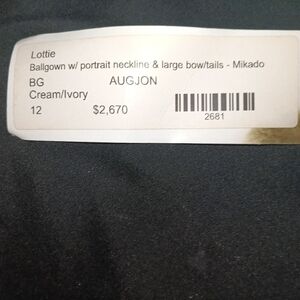 Lottie
Ballgown w/ portrait neckline & large bow/tails - Mikado
BG AUGJON
Cream/Ivory
12 $2,670
2681